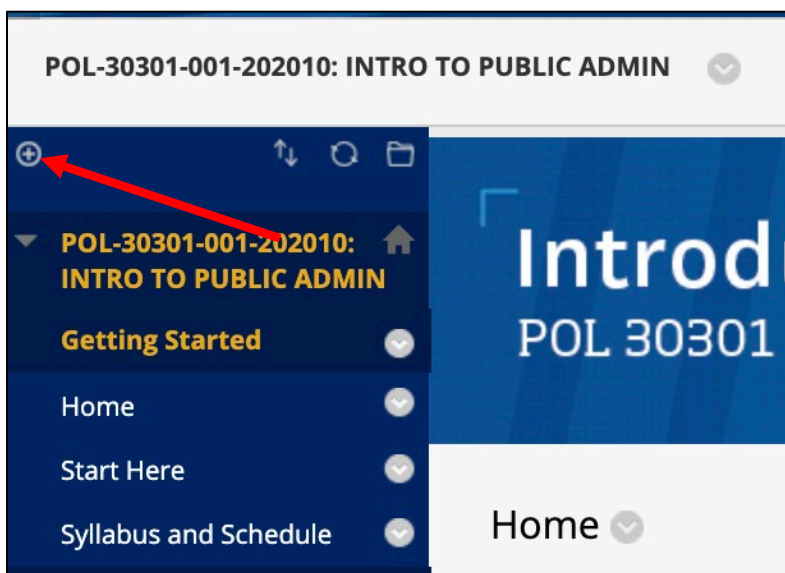 POL-30301-001-202010: INTRO TO PUBLIC ADMIN
POL-30301-001-202010:
INTRO TO PUBLIC ADMIN
Getting Started
Home
Start Here
Syllabus and Schedule
Introd
POL 30301
Home